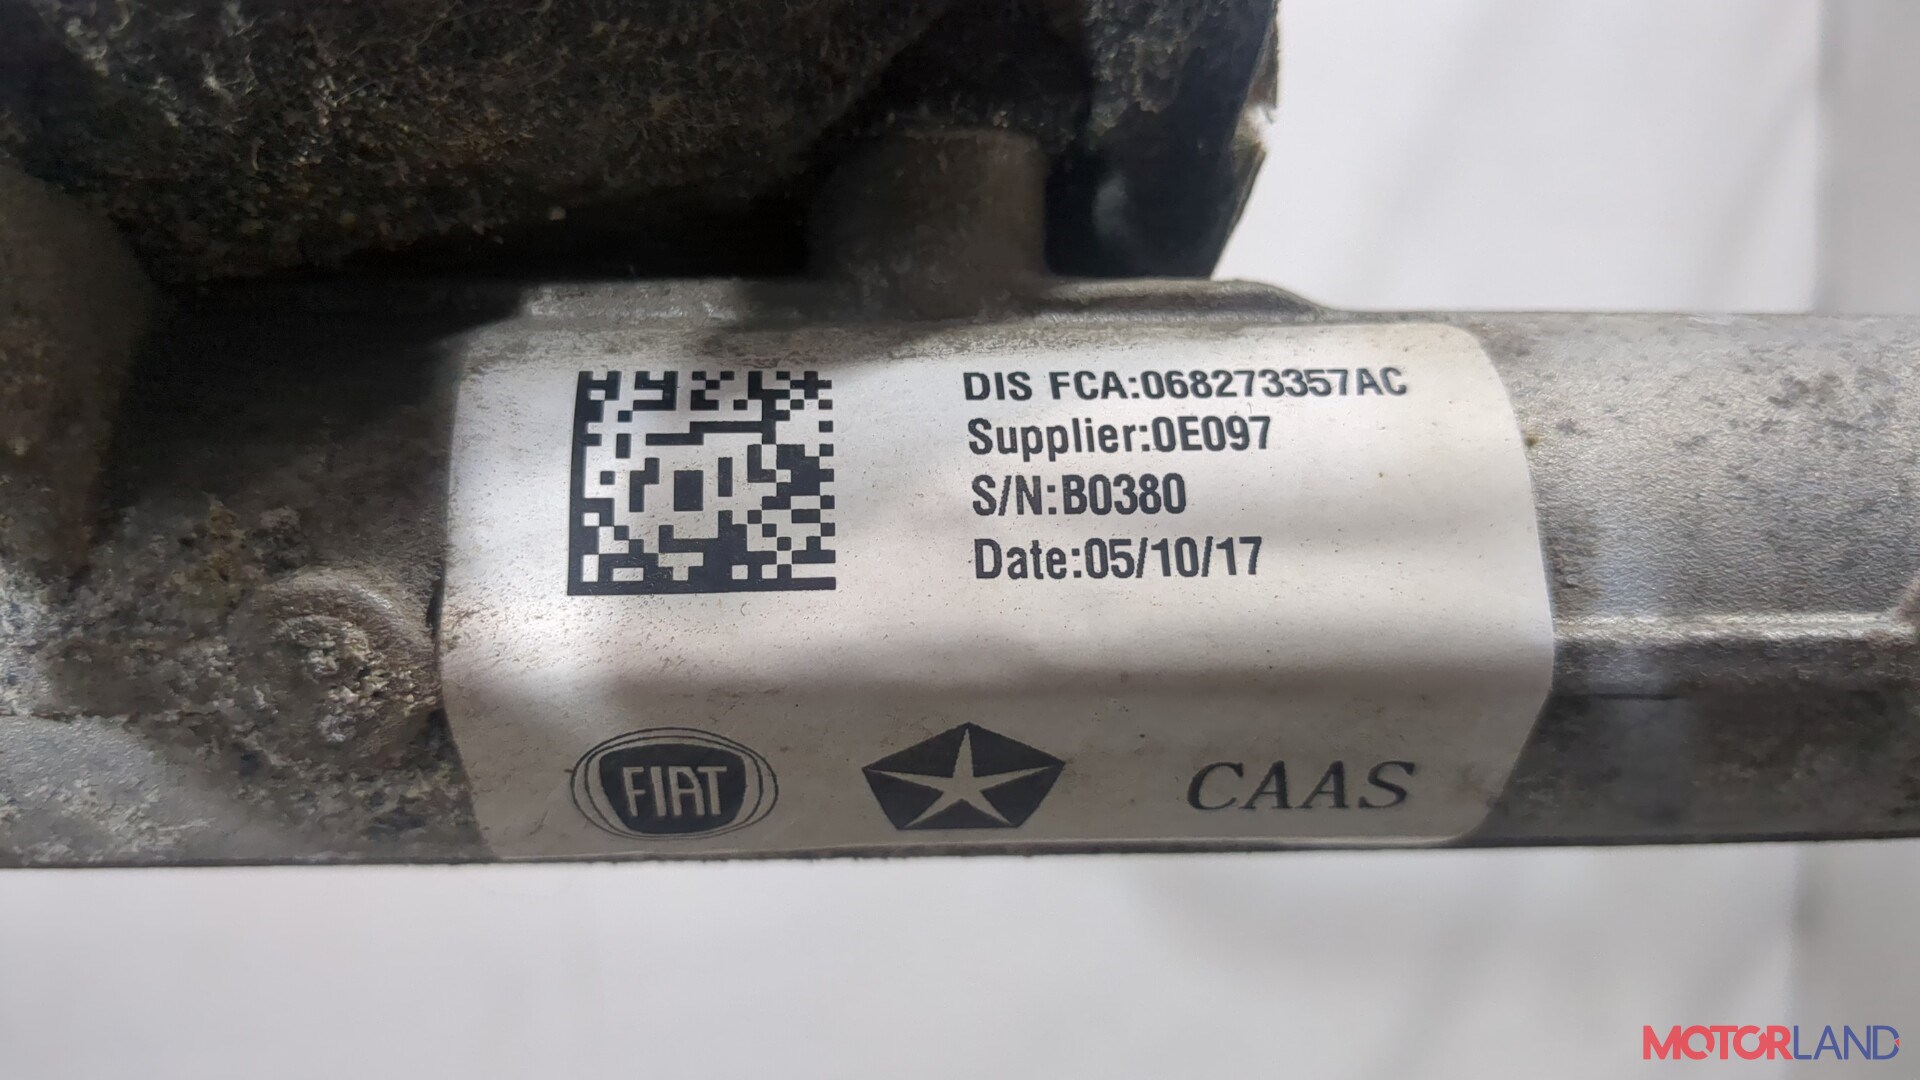 DIS FCA:068273357AC
Supplier:0E097
S/N:B0380
Date:05/10/17
FIAT
CAAS
MOTORLAND